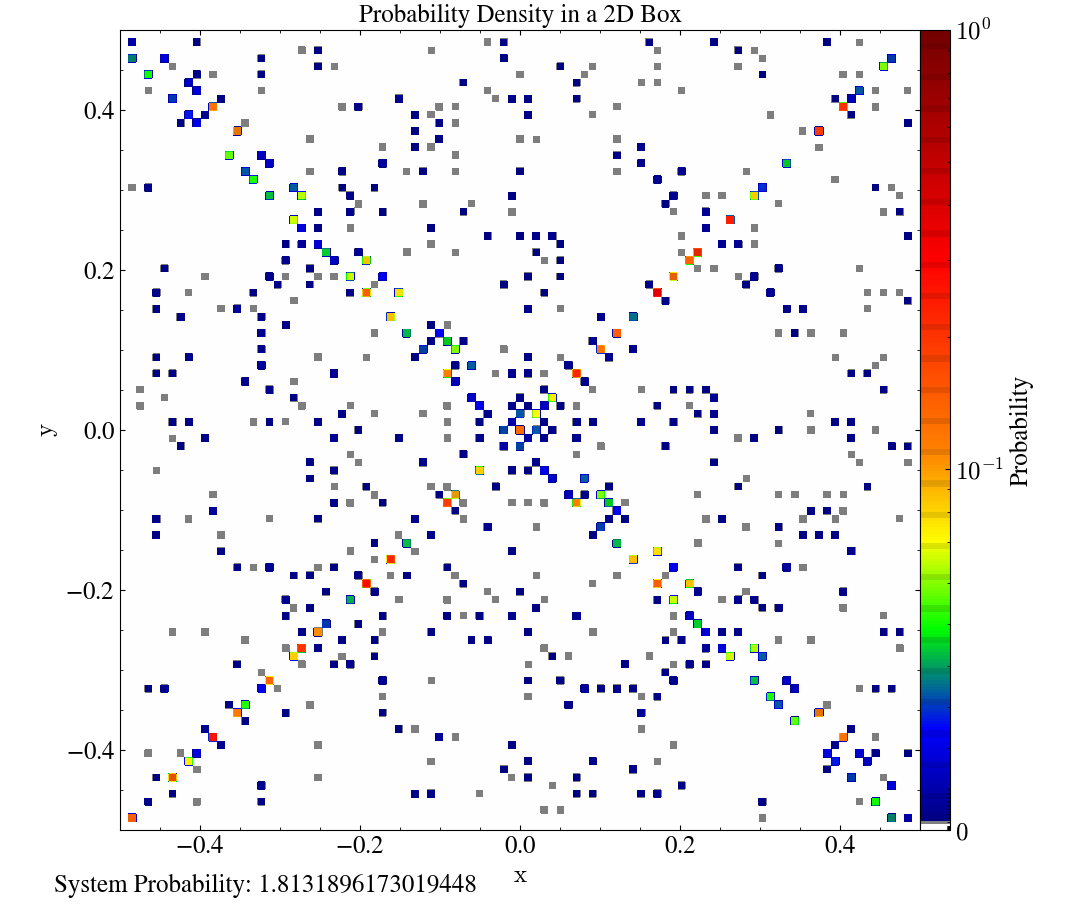 Probability Density in a 2D Box
10^0
0.4
0.2
0.0
−0.2
−0.4
y
10^−1
0
Probability
−0.4 −0.2 0.0 0.2 0.4
x
System Probability: 1.8131896173019448